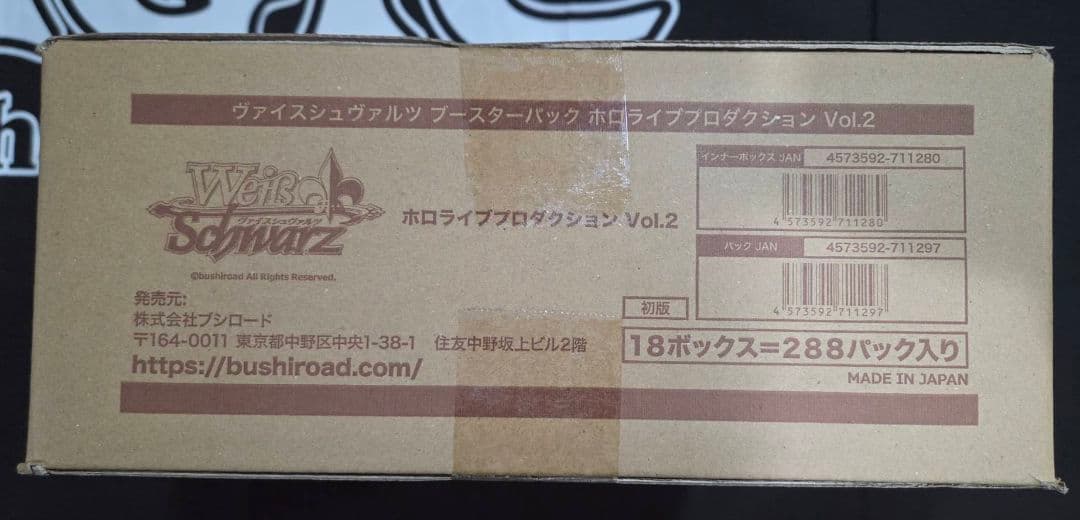 ヴァイスシュヴァルツ ブースターパック ホロライブプロダクション Vol.2
Weiß
ヴァイスシュヴァルツ
Schwarz
©bushiroad All Rights Reserved.
ホロライブプロダクション Vol.2
インナーボックス JAN 4573592-711280
4 573592 711280
パック JAN 4573592-711297
4 573592 711297
発売元:
株式会社ブシロード
〒164-0011 東京都中野区中央1-38-1 住友中野坂上ビル2階
https://bushiroad.com/
初版
18ボックス=288パック入り
MADE IN JAPAN